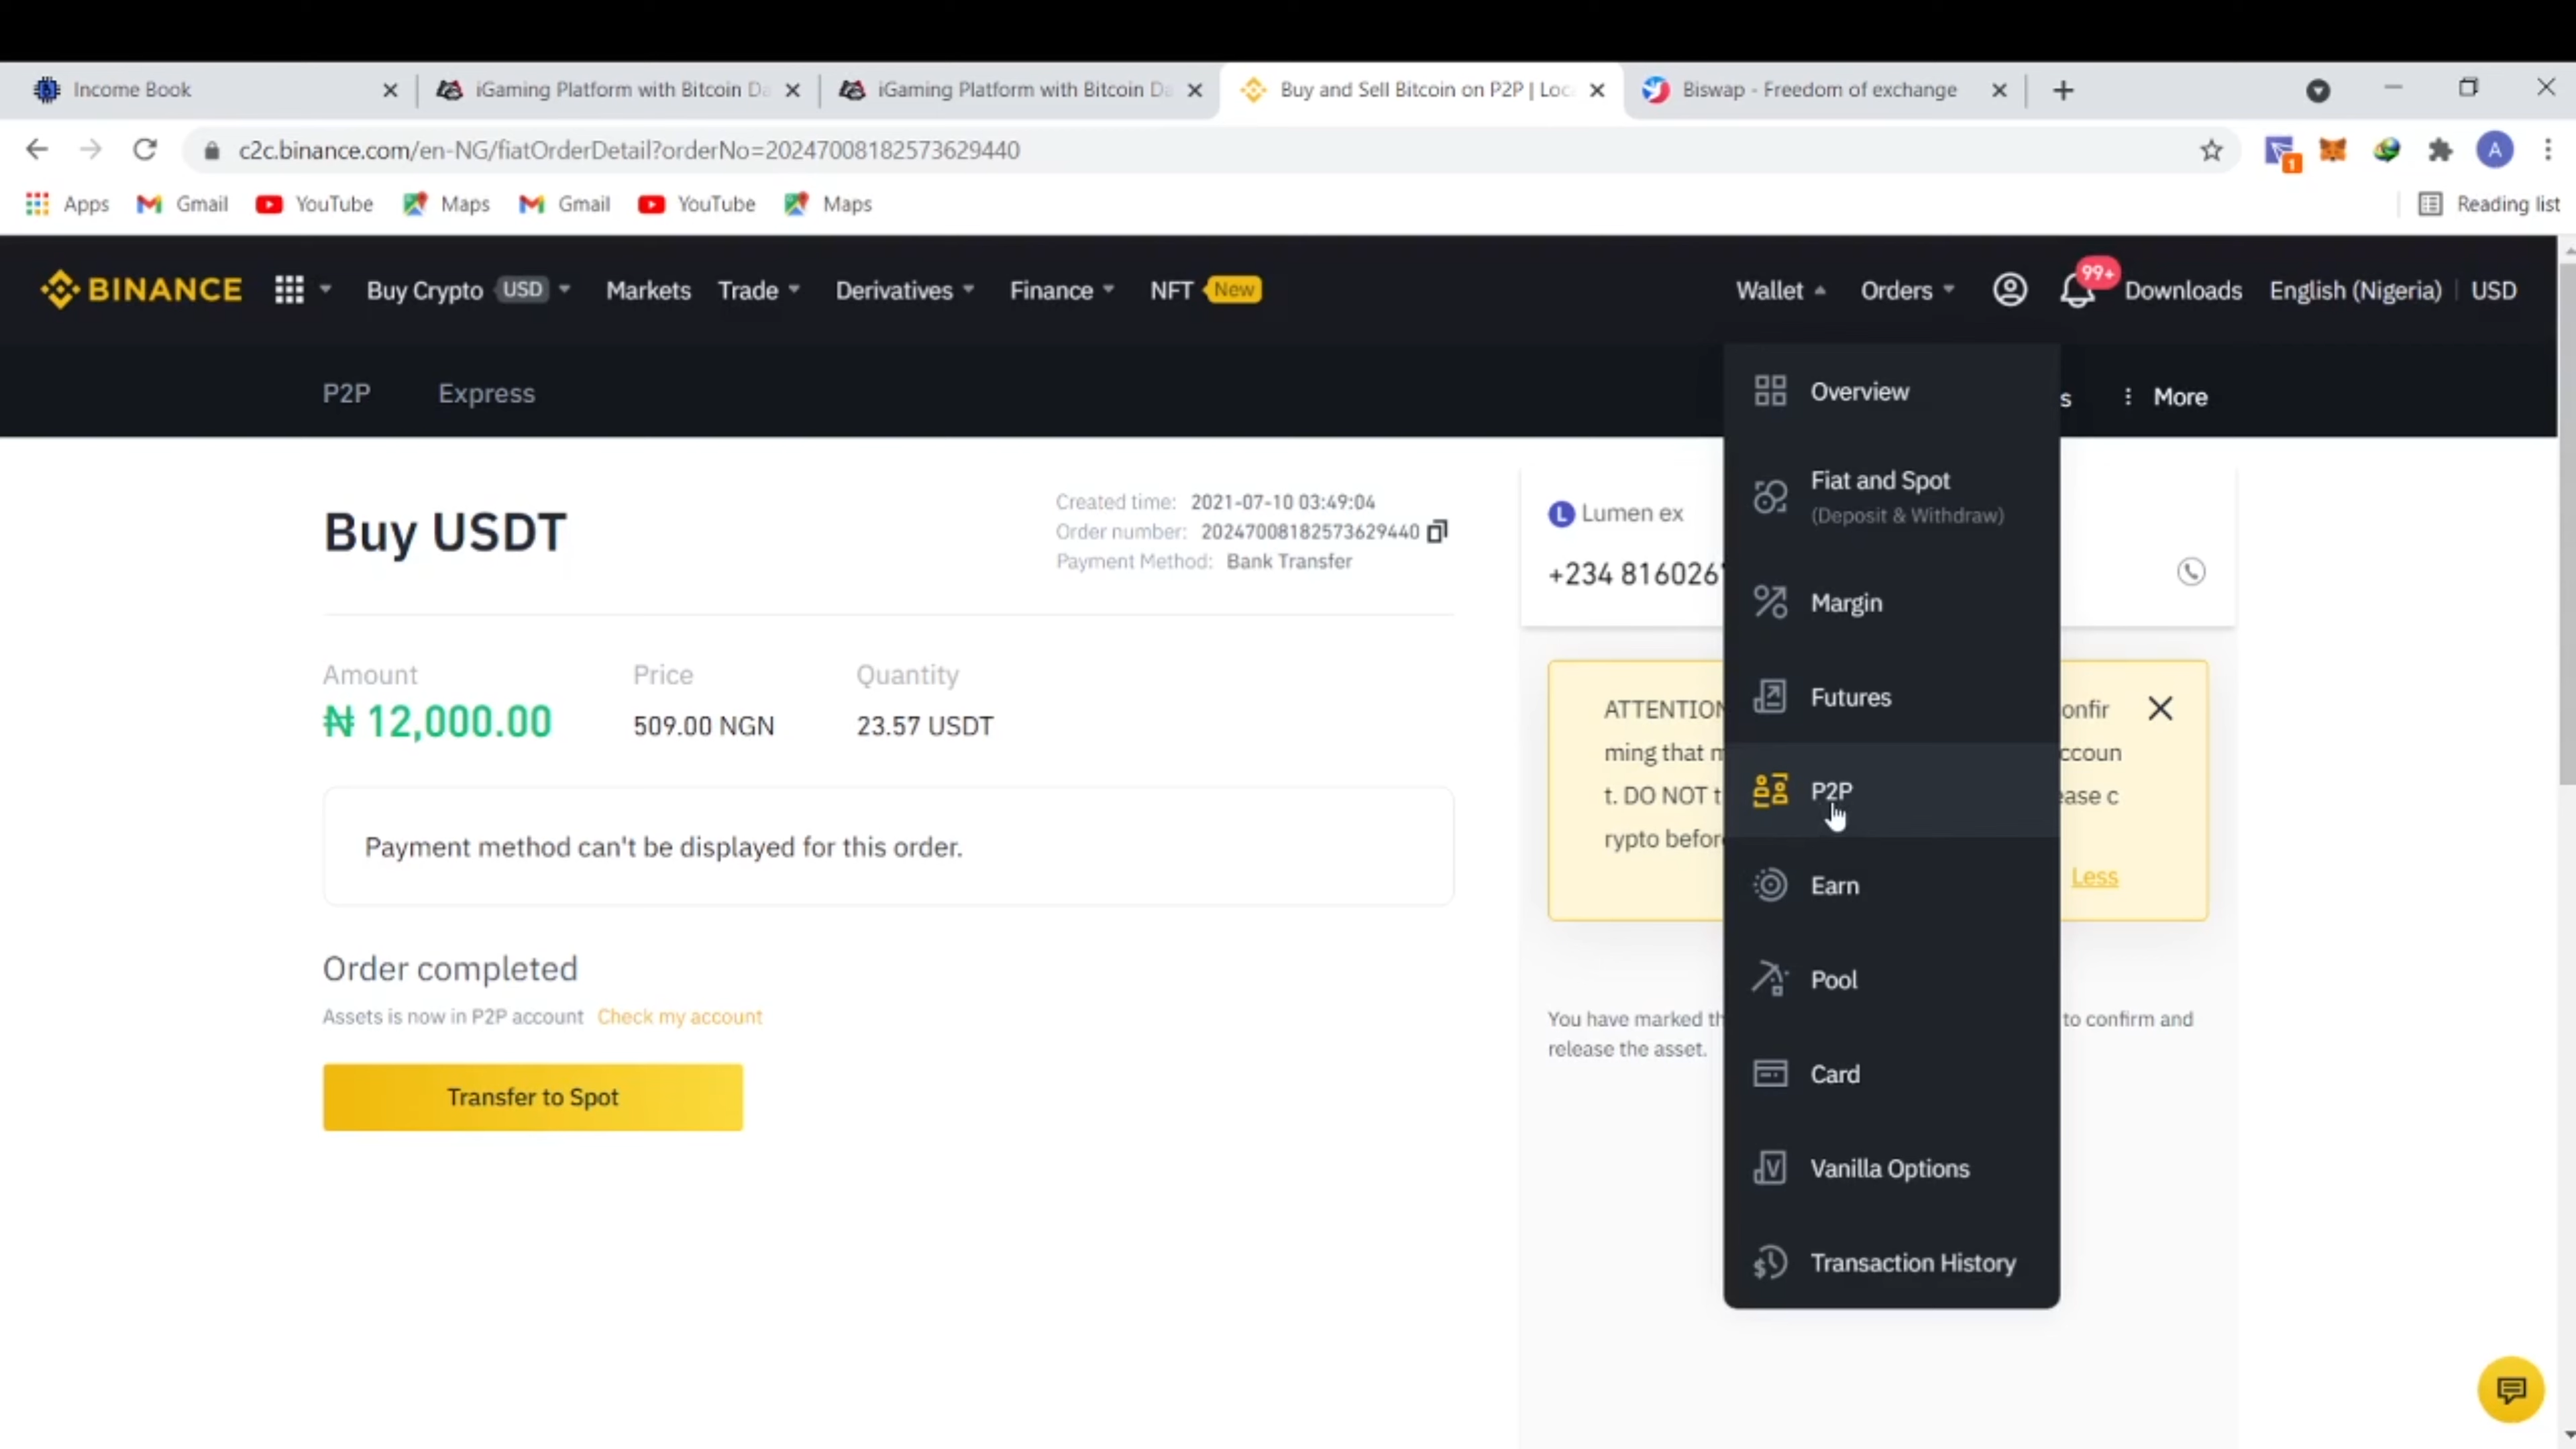 Income Book
iGaming Platform with Bitcoin Da
iGaming Platform with Bitcoin Da
Buy and Sell Bitcoin on P2P | Loc
Biswap - Freedom of exchange
c2c.binance.com/en-NG/fiatOrderDetail?orderNo=20247008182573629440
1
A
Apps
Gmail
YouTube
Maps
Gmail
YouTube
Maps
Reading list
BINANCE
Buy Crypto USD
Markets
Trade
Derivatives
Finance
NFT New
Wallet
Orders
99+
Downloads
English (Nigeria)
USD
P2P
Express
s
More
Buy USDT
Created time: 2021-07-10 03:49:04
Order number: 20247008182573629440
Payment Method: Bank Transfer
Amount
₦ 12,000.00
Price
509.00 NGN
Quantity
23.57 USDT
Payment method can't be displayed for this order.
Order completed
Assets is now in P2P account Check my account
Transfer to Spot
L Lumen ex
+234 816026
ATTENTION onfir
ming that m ccoun
t. DO NOT t ease c
rypto befor
Less
You have marked th to confirm and
release the asset.
Overview
Fiat and Spot
(Deposit & Withdraw)
Margin
Futures
P2P
Earn
Pool
Card
Vanilla Options
Transaction History